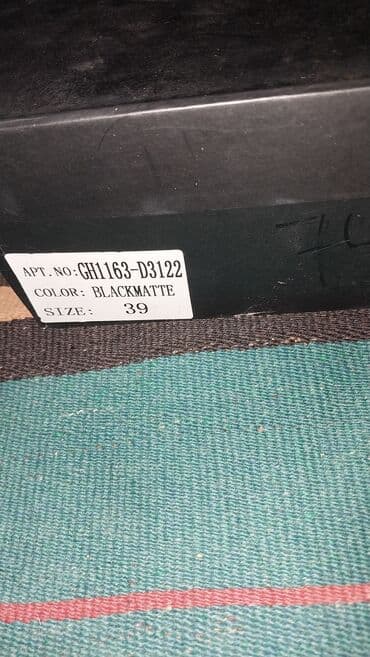 APT. NO: GH1163-D3122
COLOR: BLACKMATTE
SIZE: 39